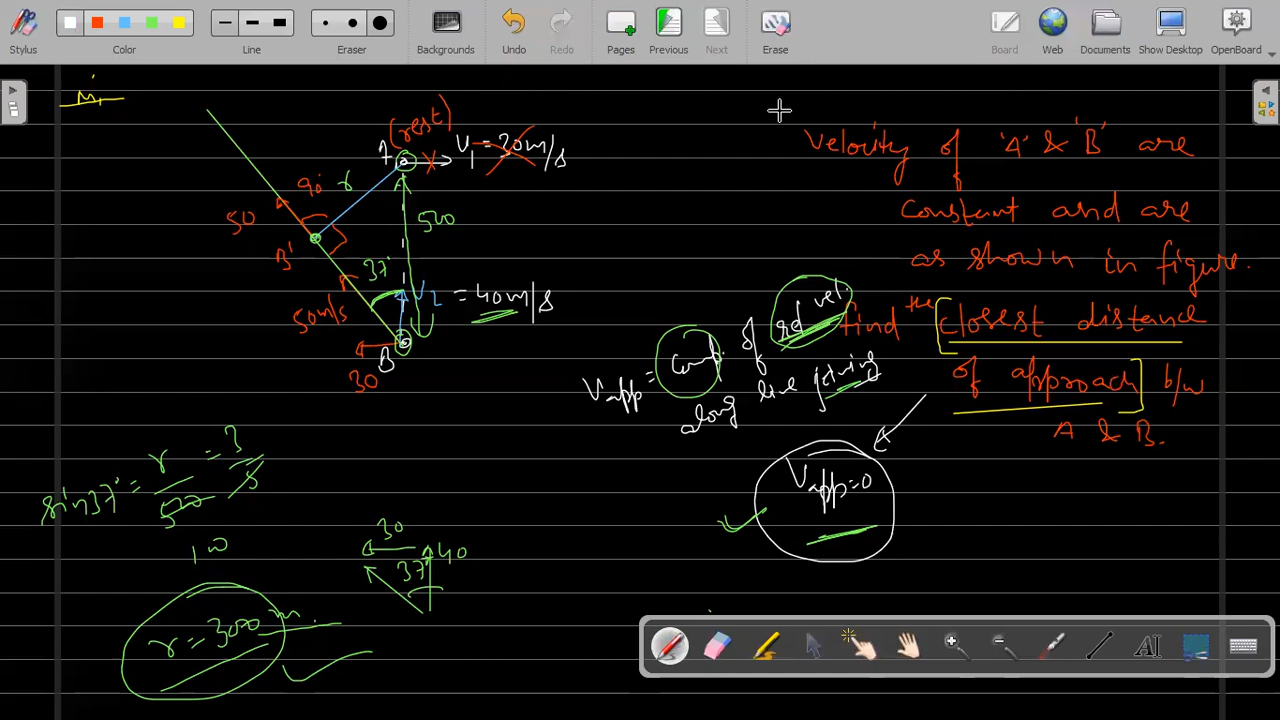 Stylus Color Line Eraser Backgrounds Undo Redo Pages Previous Next Erase Board Web Documents Show Desktop OpenBoard
(rest)
A V1 = 30m/s
90° r
50
B'
500
37°
50m/s
V2 = 40m/s
B
30
Velocity of 'A' & 'B' are
constant and are
as shown in figure.
find the closest distance
of approach b/w
A & B.
Vapp = comp. of rel vel.
along line joining
Vapp=0
sin37° = r/500 = 3/5
100
r = 300 m.
30
40
37°